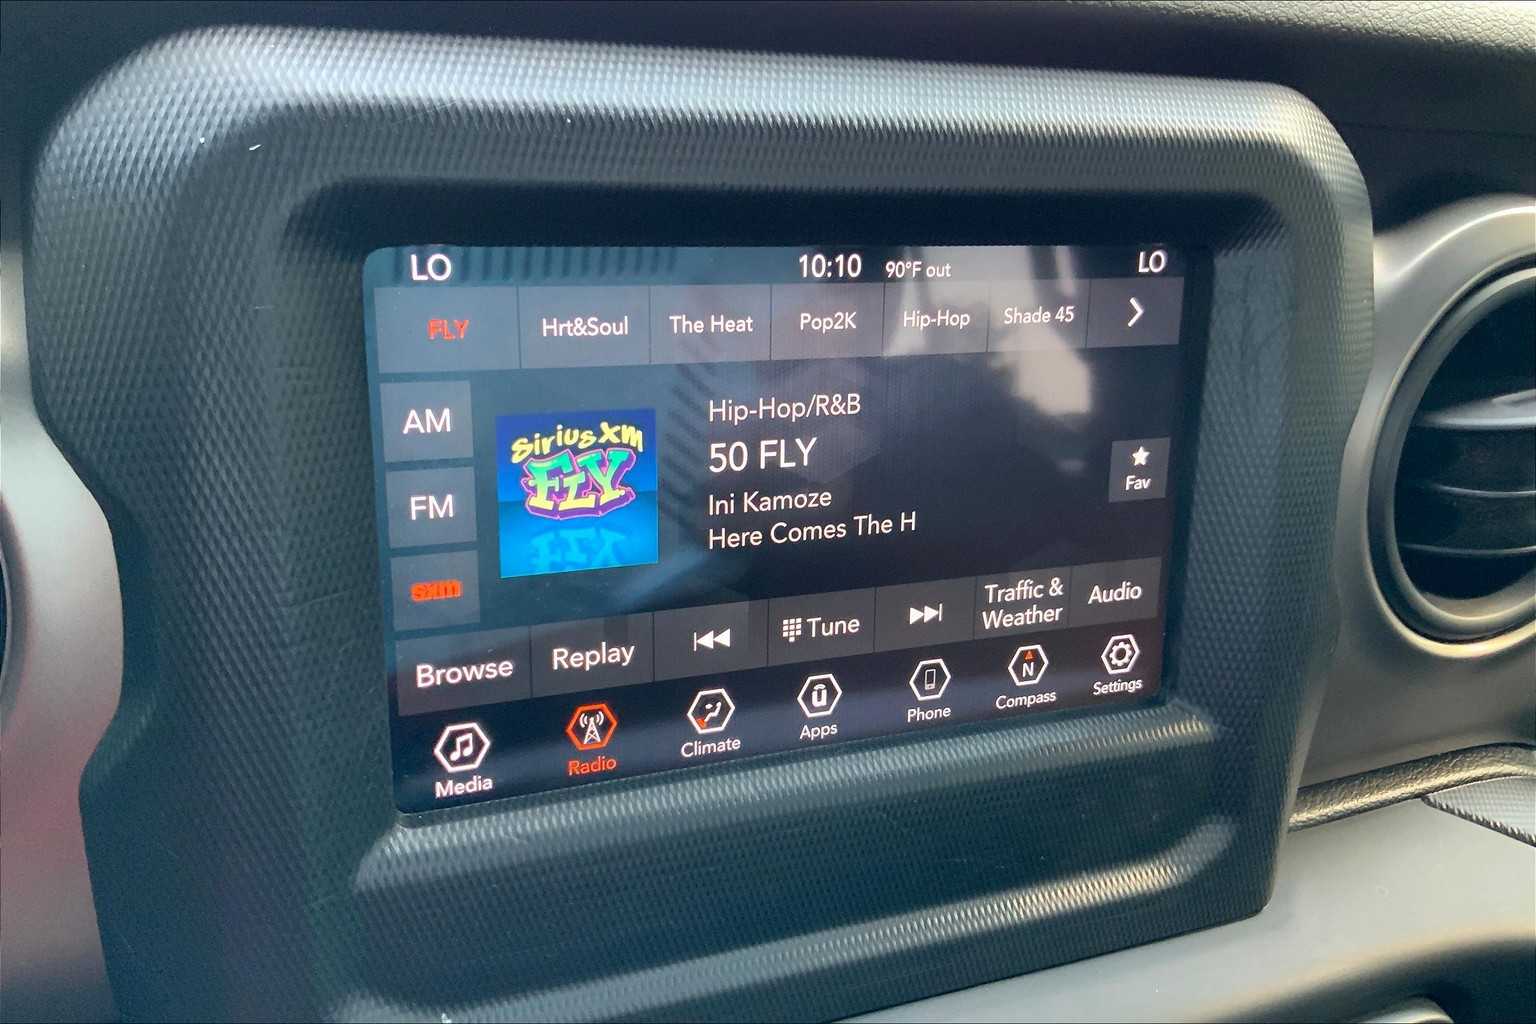 LO 10:10 90°F out LO
FLY Hrt&Soul The Heat Pop2K Hip-Hop Shade 45
AM
FM
sxm
siriusxm
FLY
Hip-Hop/R&B
50 FLY
Ini Kamoze
Here Comes The H
Fav
Browse Replay Tune Traffic & Weather Audio
Media Radio Climate Apps Phone N Compass Settings